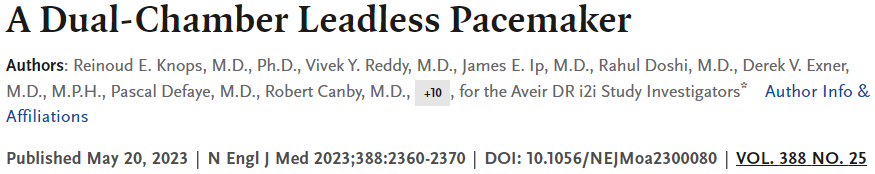 A Dual-Chamber Leadless Pacemaker
Authors: Reinoud E. Knops, M.D., Ph.D., Vivek Y. Reddy, M.D., James E. Ip, M.D., Rahul Doshi, M.D., Derek V. Exner,
M.D., M.P.H., Pascal Defaye, M.D., Robert Canby, M.D., +10, for the Aveir DR i2i Study Investigators* Author Info &
Affiliations
Published May 20, 2023 | N Engl J Med 2023;388:2360-2370 | DOI: 10.1056/NEJMoa2300080 | VOL. 388 NO. 25